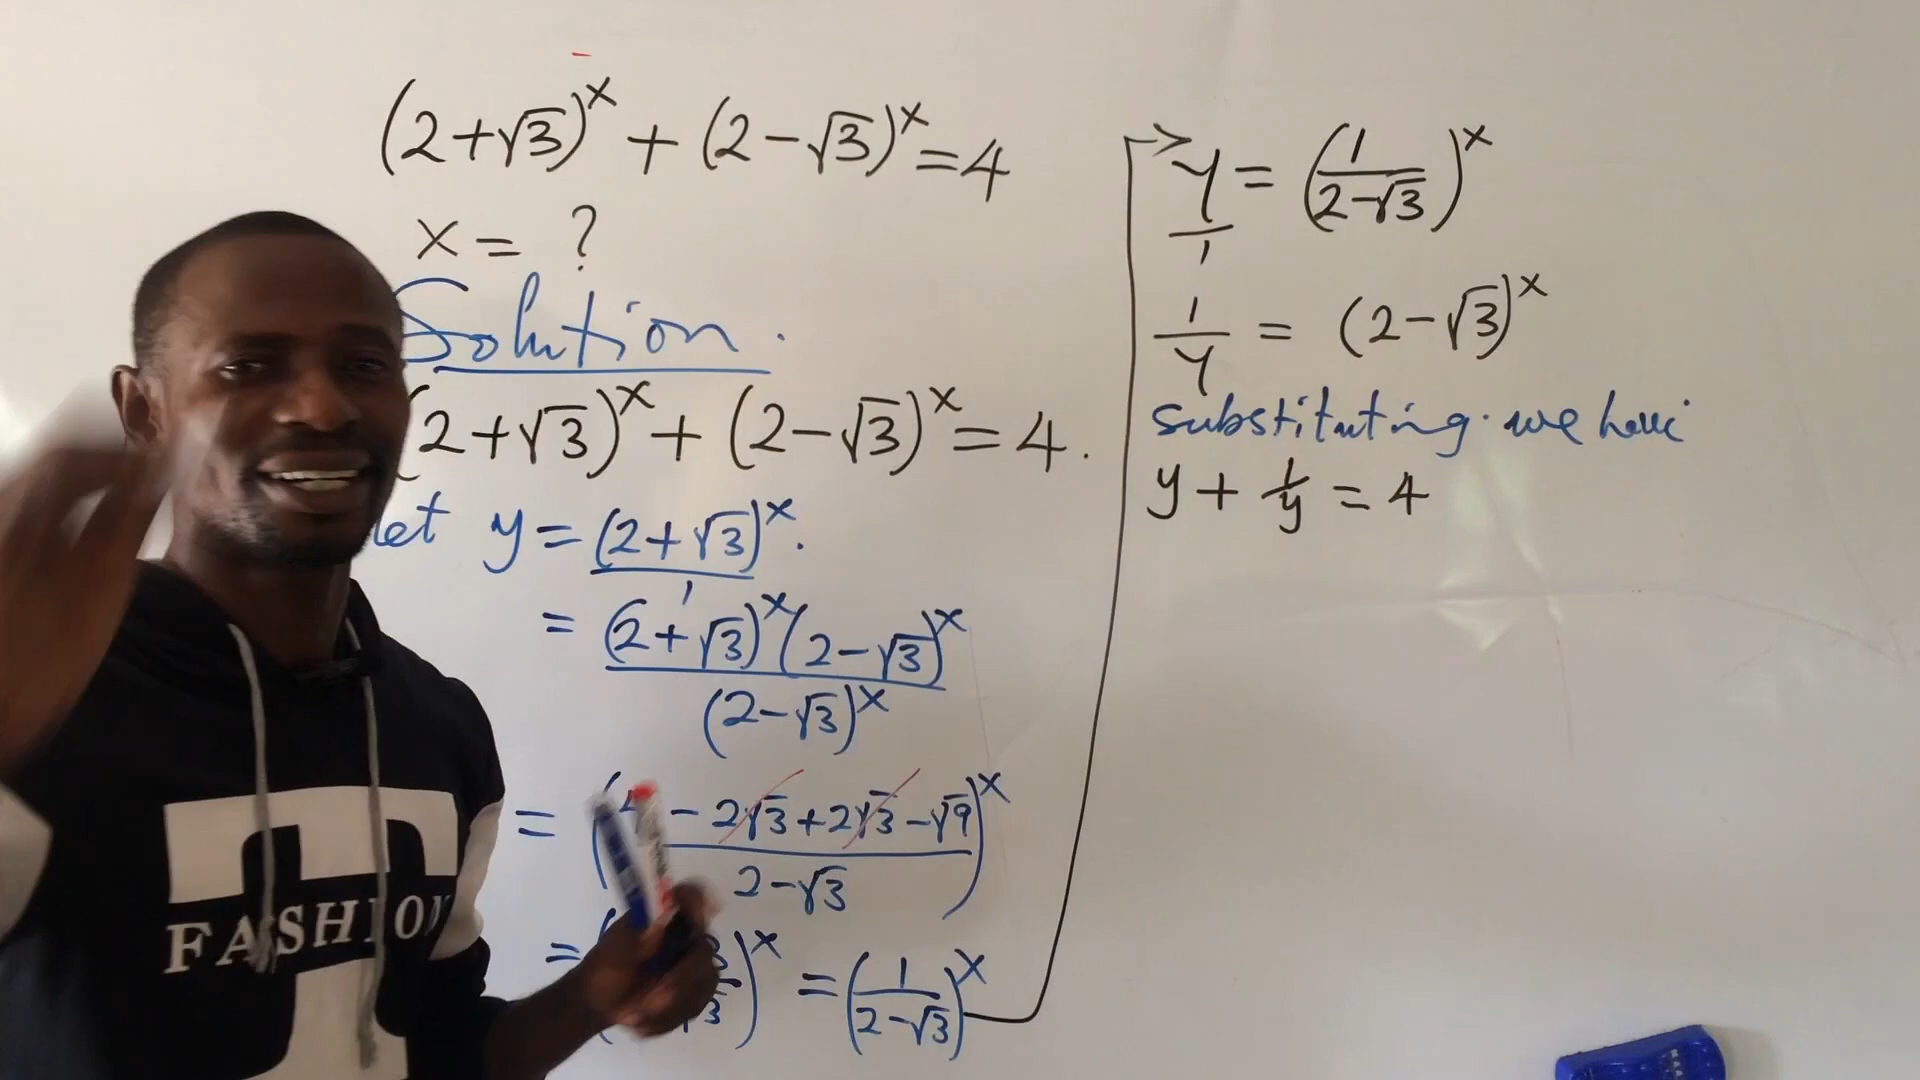 (2+√3)^x + (2-√3)^x = 4
x = ?
Solution.
(2+√3)^x + (2-√3)^x = 4.
Let y = (2+√3)^x.
/ 1
= (2+√3)^x (2-√3)^x
/ (2-√3)^x
= (4 - 2√3 + 2√3 - √9)^x
/ 2-√3
= ( )^x = (1/(2-√3))^x
y/1 = (1/(2-√3))^x
1/y = (2-√3)^x
substituting. we have
y + 1/y = 4
FASHION